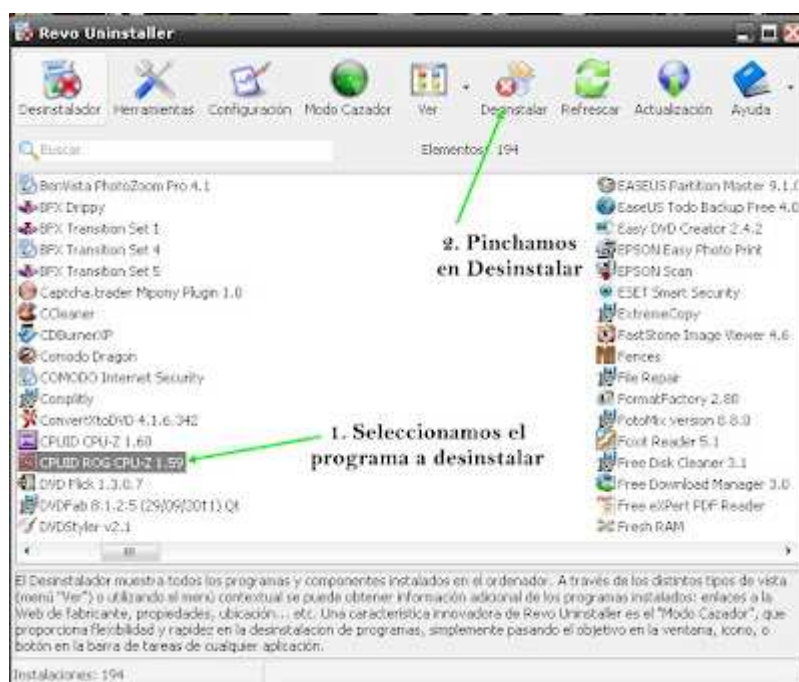 Revo Uninstaller
Desinstalador Herramientas Configuración Modo Cazador Ver Desinstalar Refrescar Actualización Ayuda
Buscar Elementos: 194
BenVista PhotoZoom Pro 4.1
BFX Drippy
BFX Transition Set 1
BFX Transition Set 4
BFX Transition Set 5
Captcha.trader Mipony Plugin 1.0
CCleaner
CDBurnerXP
Comodo Dragon
COMODO Internet Security
Complitly
ConvertXtoDVD 4.1.6.342
CPUID CPU-Z 1.60
CPUID ROG CPU-Z 1.59
DVD Flick 1.3.0.7
DVDFab 8.1.2.5 (29/09/2011) Qt
DVDStyler v2.1
2. Pinchamos
en Desinstalar
1. Seleccionamos el
programa a desinstalar
EASEUS Partition Master 9.1.0
EaseUS Todo Backup Free 4.0
Easy DVD Creator 2.4.2
EPSON Easy Photo Print
EPSON Scan
ESET Smart Security
ExtremeCopy
FastStone Image Viewer 4.6
Fences
File Repair
FormatFactory 2.80
FotoMix version 8.8.0
Foxit Reader 5.1
Free Disk Cleaner 3.1
Free Download Manager 3.0
Free eXPert PDF Reader
Fresh RAM
El Desinstalador muestra todos los programas y componentes instalados en el ordenador. A través de los distintos tipos de vista
(menú "Ver") o utilizando el menú contextual se puede obtener información adicional de los programas instalados: enlaces a la
Web de fabricante, propiedades, ubicación... etc. Una característica innovadora de Revo Uninstaller es el "Modo Cazador", que
proporciona flexibilidad y rapidez en la desinstalacion de programas, simplemente pasando el objetivo en la ventana, icono, o
botón en la barra de tareas de cualquier aplicación.
Instalaciones: 194